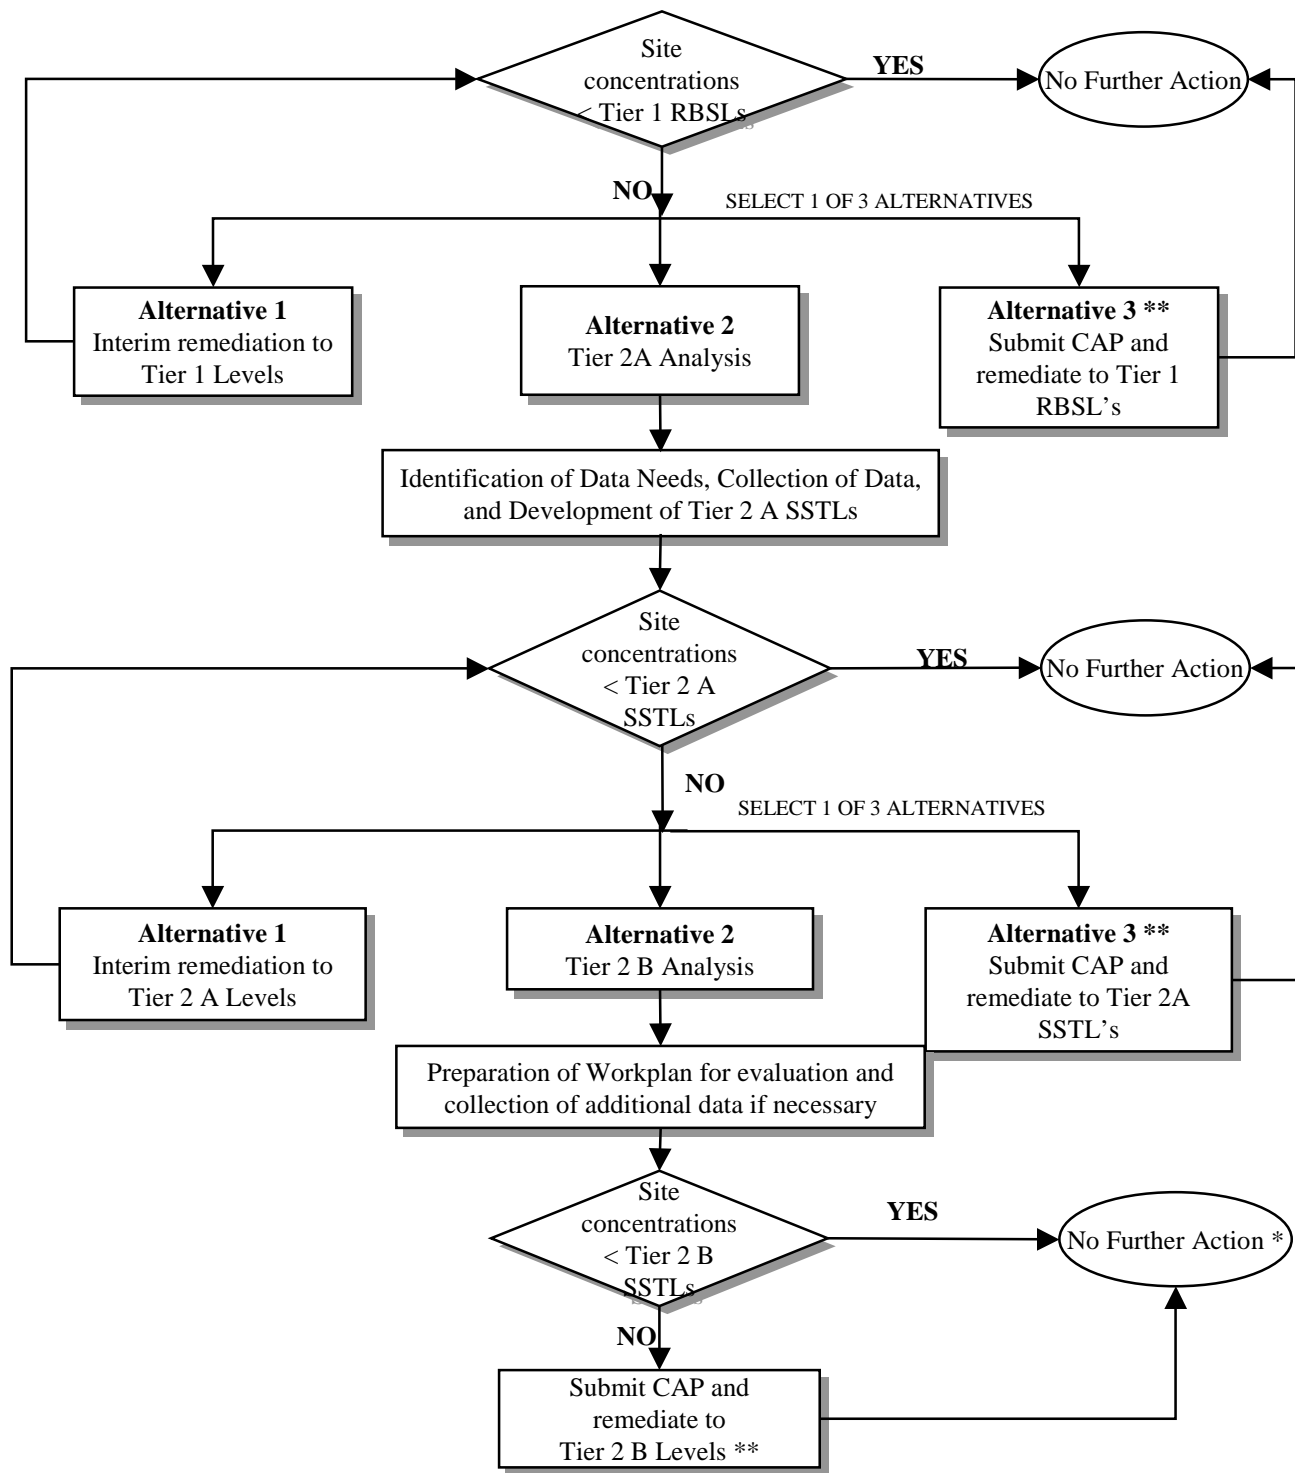 Site
concentrations
< Tier 1 RBSLs
YES
No Further Action
NO
SELECT 1 OF 3 ALTERNATIVES
Alternative 1
Interim remediation to
Tier 1 Levels
Alternative 2
Tier 2A Analysis
Alternative 3 **
Submit CAP and
remediate to Tier 1
RBSL’s
Identification of Data Needs, Collection of Data,
and Development of Tier 2 A SSTLs
Site
concentrations
< Tier 2 A
SSTLs
YES
No Further Action
NO
SELECT 1 OF 3 ALTERNATIVES
Alternative 1
Interim remediation to
Tier 2 A Levels
Alternative 2
Tier 2 B Analysis
Alternative 3 **
Submit CAP and
remediate to Tier 2A
SSTL’s
Preparation of Workplan for evaluation and
collection of additional data if necessary
Site
concentrations
< Tier 2 B
SSTLs
YES
No Further Action *
NO
Submit CAP and
remediate to
Tier 2 B Levels **